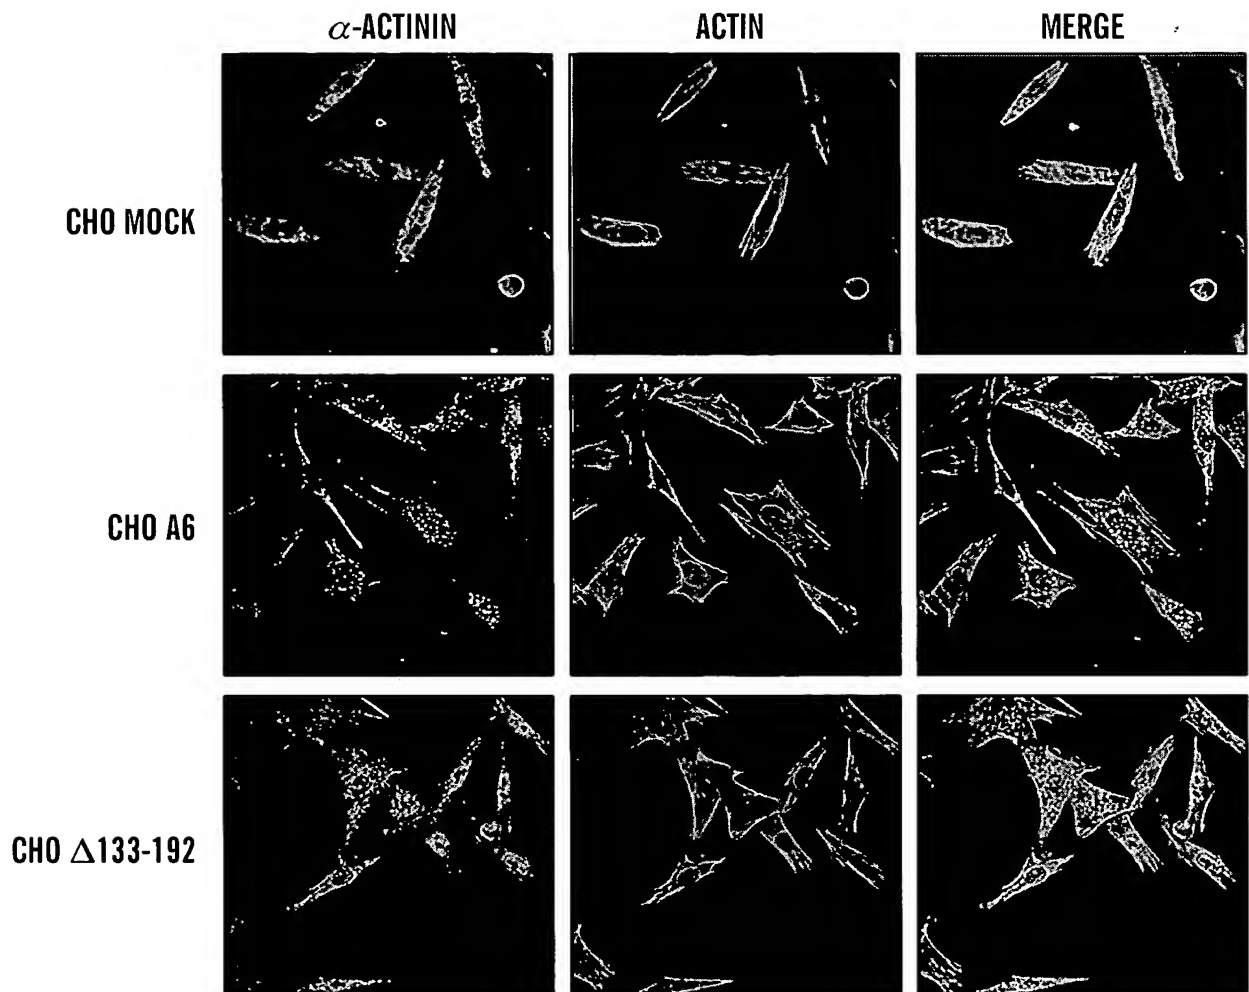 α-ACTININ ACTIN MERGE
CHO MOCK
CHO A6
CHO Δ133-192